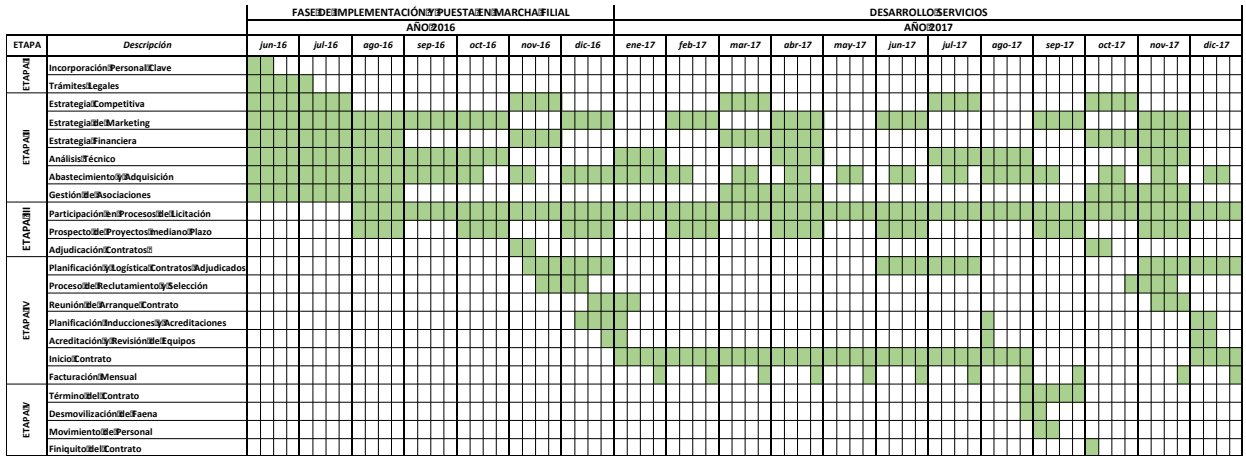 FASE DE IMPLEMENTACIÓN Y PUESTA EN MARCHA FILIAL DESARROLLO SERVICIOS
AÑO 2016 AÑO 2017
ETAPA Descripción jun-16 jul-16 ago-16 sep-16 oct-16 nov-16 dic-16 ene-17 feb-17 mar-17 abr-17 may-17 jun-17 jul-17 ago-17 sep-17 oct-17 nov-17 dic-17
ETAPA I
Incorporación Personal Clave
Trámites Legales
ETAPA II
Estrategia Competitiva
Estrategia de Marketing
Estrategia Financiera
Análisis Técnico
Abastecimiento y Adquisición
Gestión de Asociaciones
ETAPA III
Participación en Procesos de Licitación
Prospecto de Proyectos mediano Plazo
Adjudicación Contratos
ETAPA IV
Planificación y Logística Contratos Adjudicados
Proceso de Reclutamiento y Selección
Reunión de Arranque Contrato
Planificación Inducciones y Acreditaciones
Acreditación y Revisión de Equipos
Inicio Contrato
Facturación Mensual
ETAPA V
Término del Contrato
Desmovilización de Faena
Movimiento de Personal
Finiquito del Contrato